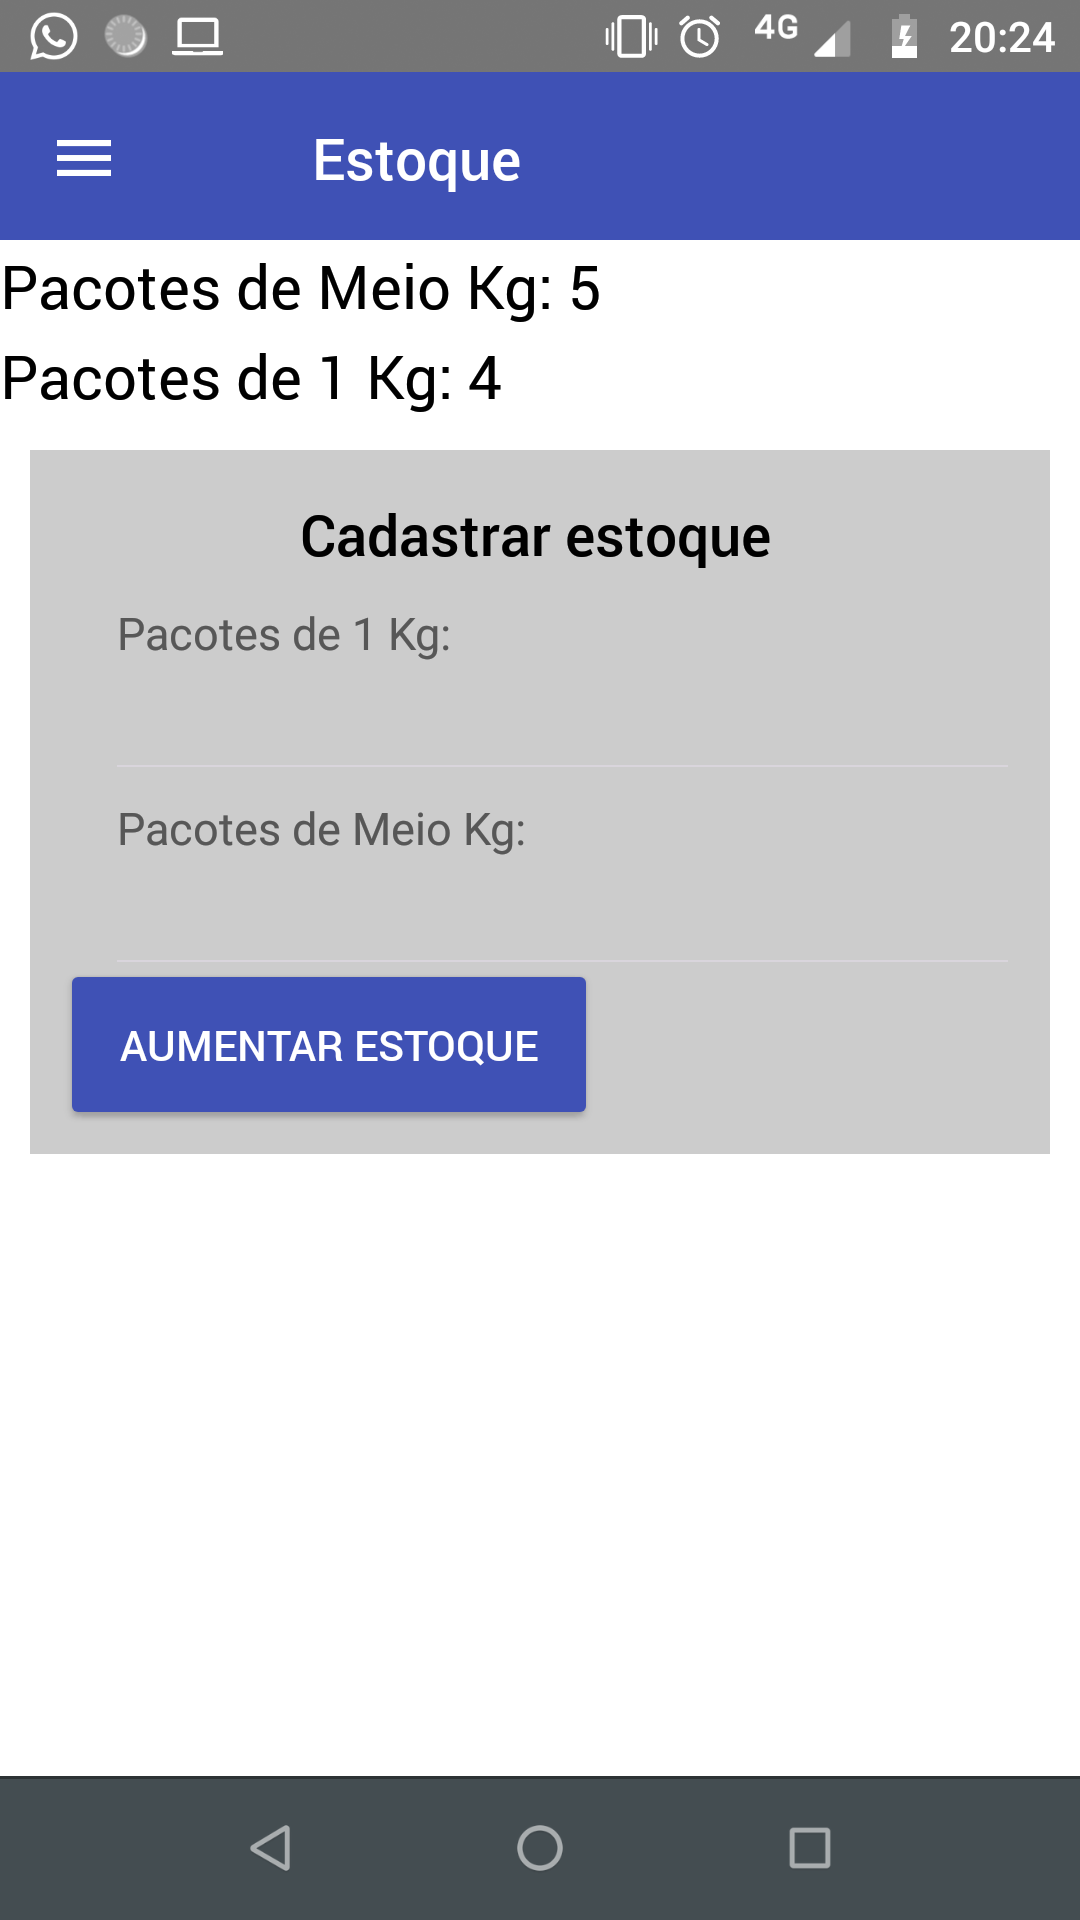 4G 20:24
Estoque
Pacotes de Meio Kg: 5
Pacotes de 1 Kg: 4
Cadastrar estoque
Pacotes de 1 Kg:
Pacotes de Meio Kg:
AUMENTAR ESTOQUE